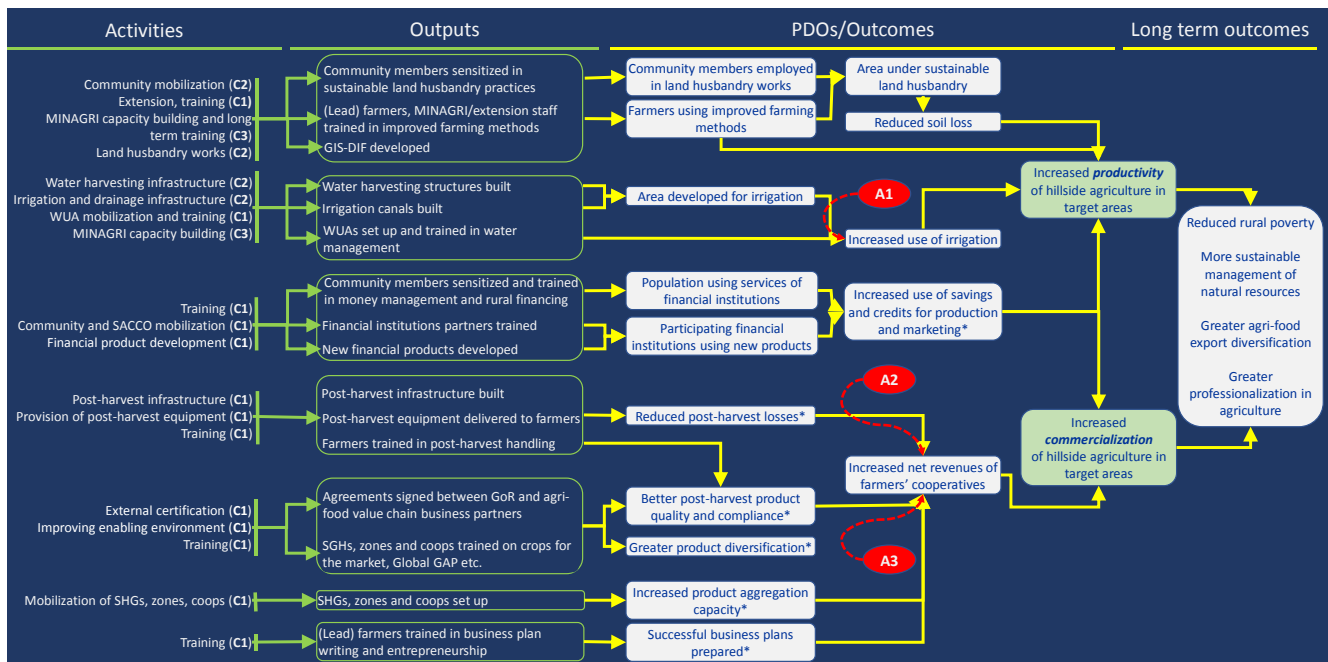 Activities
Outputs
PDOs/Outcomes
Long term outcomes
Community mobilization (C2)
Extension, training (C1)
MINAGRI capacity building and long
term training (C3)
Land husbandry works (C2)
Community members sensitized in
sustainable land husbandry practices
(Lead) farmers, MINAGRI/extension staff
trained in improved farming methods
GIS-DIF developed
Community members employed
in land husbandry works
Farmers using improved farming
methods
Area under sustainable
land husbandry
Reduced soil loss
Water harvesting infrastructure (C2)
Irrigation and drainage infrastructure (C2)
WUA mobilization and training (C1)
MINAGRI capacity building (C3)
Water harvesting structures built
Irrigation canals built
WUAs set up and trained in water
management
Area developed for irrigation
A1
Increased use of irrigation
Increased productivity
of hillside agriculture in
target areas
Training (C1)
Community and SACCO mobilization (C1)
Financial product development (C1)
Community members sensitized and trained
in money management and rural financing
Financial institutions partners trained
New financial products developed
Population using services of
financial institutions
Participating financial
institutions using new products
Increased use of savings
and credits for production
and marketing*
Reduced rural poverty
More sustainable
management of
natural resources
Greater agri-food
export diversification
Greater
professionalization in
agriculture
Post-harvest infrastructure (C1)
Provision of post-harvest equipment (C1)
Training (C1)
Post-harvest infrastructure built
Post-harvest equipment delivered to farmers
Farmers trained in post-harvest handling
Reduced post-harvest losses*
A2
Increased net revenues of
farmers' cooperatives
Increased
commercialization
of hillside agriculture in
target areas
External certification (C1)
Improving enabling environment (C1)
Training(C1)
Agreements signed between GoR and agri-
food value chain business partners
SGHs, zones and coops trained on crops for
the market, Global GAP etc.
Better post-harvest product
quality and compliance*
Greater product diversification*
A3
Mobilization of SHGs, zones, coops (C1)
SHGs, zones and coops set up
Increased product aggregation
capacity*
Training (C1)
(Lead) farmers trained in business plan
writing and entrepreneurship
Successful business plans
prepared*